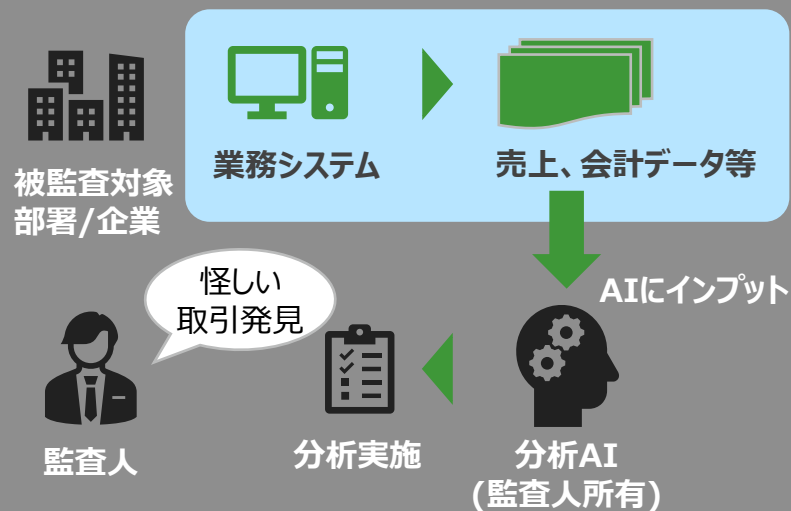 業務システム
売上、会計データ等
被監査対象
部署/企業
AIにインプット
怪しい
取引発見
監査人
分析実施
分析AI
(監査人所有)